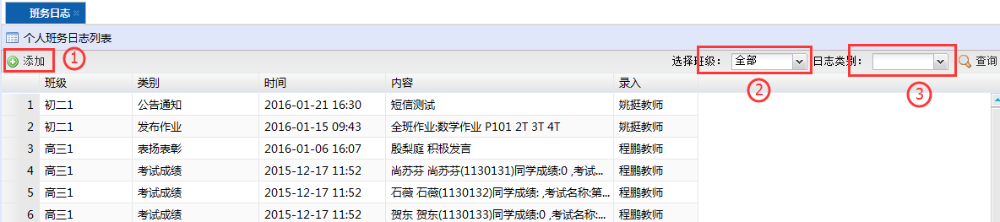 班务日志
个人班务日志列表
添加 ① 选择班级: 全部 日志类别: 查询
② ③
班级 类别 时间 内容 录入
1 初二1 公告通知 2016-01-21 16:30 短信测试 姚挺教师
2 初二1 发布作业 2016-01-15 09:43 全班作业:数学作业 P101 2T 3T 4T 姚挺教师
3 高三1 表扬表彰 2016-01-06 16:07 殷梨庭 积极发言 程鹏教师
4 高三1 考试成绩 2015-12-17 11:52 尚苏芬 尚苏芬(1130131)同学成绩:0 ,考试... 程鹏教师
5 高三1 考试成绩 2015-12-17 11:52 石薇 石薇(1130132)同学成绩: ,考试名称:第... 程鹏教师
6 高三1 考试成绩 2015-12-17 11:52 贺东 贺东(1130133)同学成绩:0 ,考试名称:... 程鹏教师